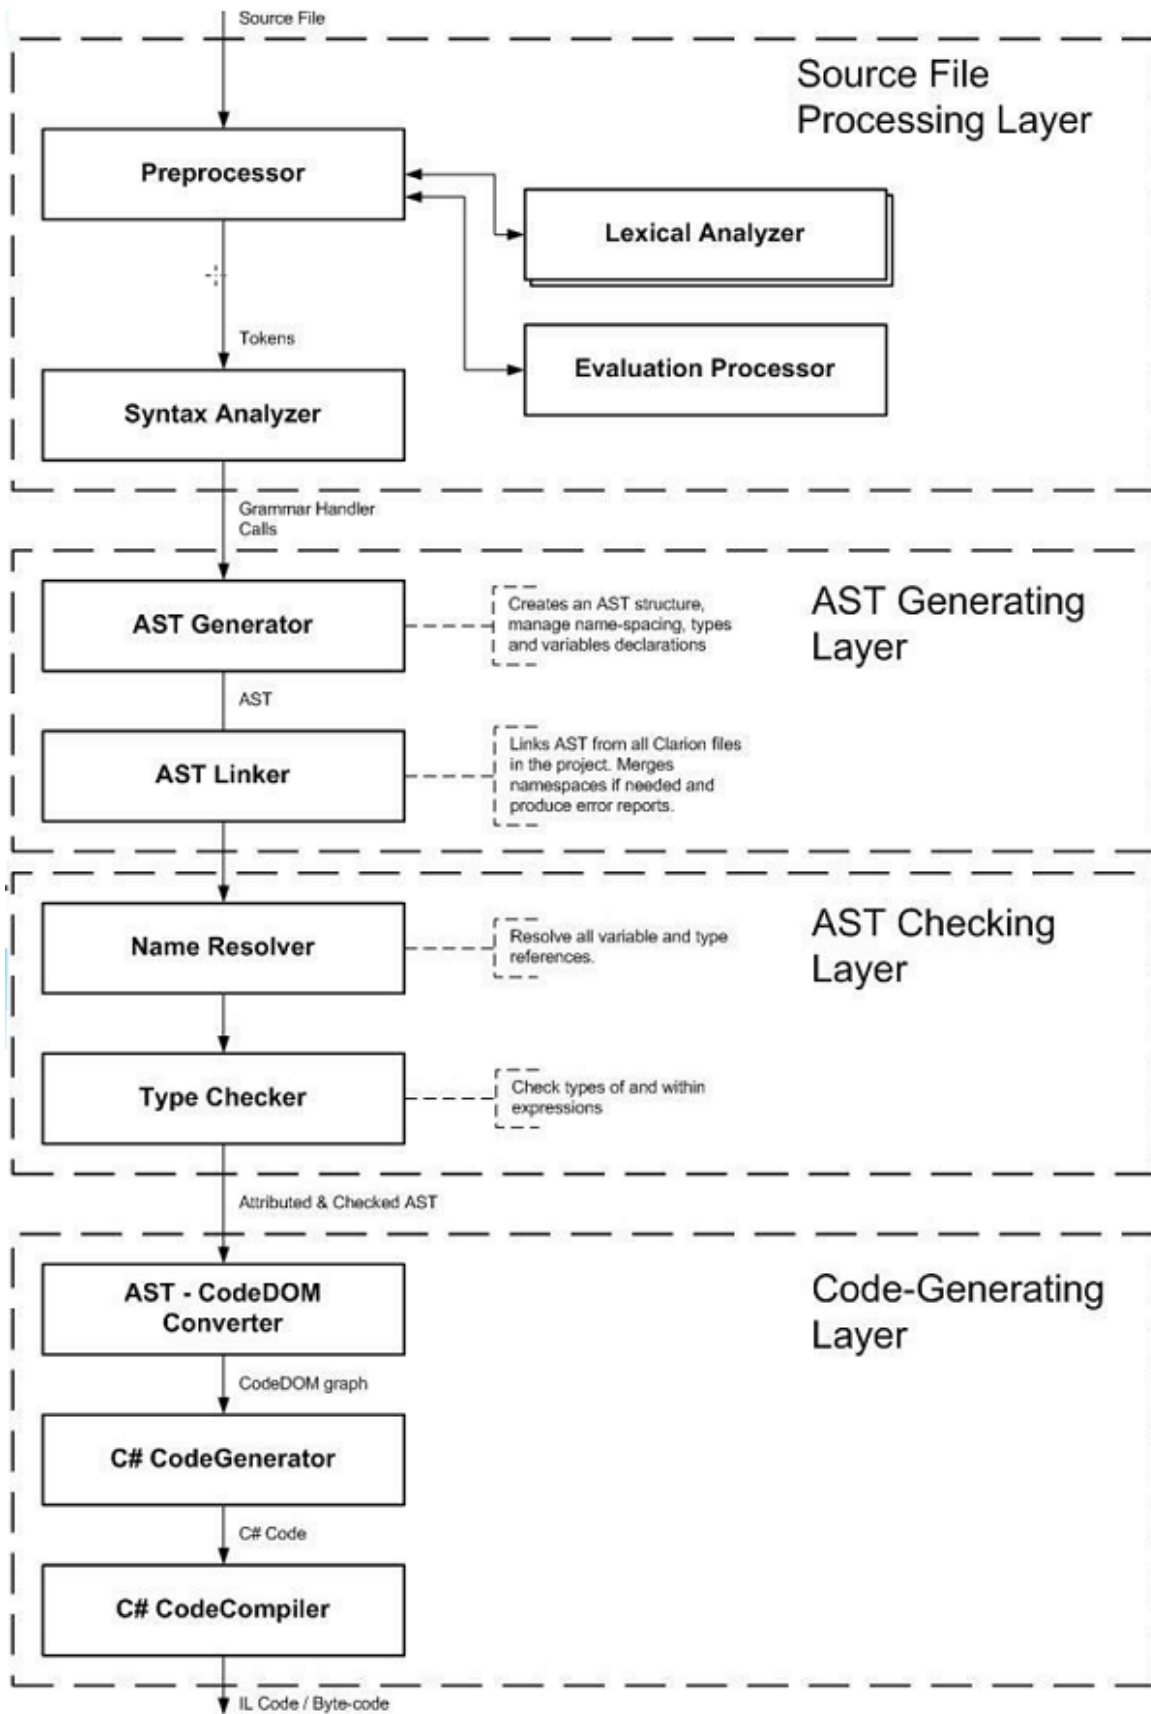 Source File
Source File
Processing Layer
Preprocessor
Lexical Analyzer
Tokens
Evaluation Processor
Syntax Analyzer
Grammar Handler
Calls
AST Generating
Layer
AST Generator
Creates an AST structure,
manage name-spacing, types
and variables declarations
AST
AST Linker
Links AST from all Clarion files
in the project. Merges
namespaces if needed and
produce error reports.
AST Checking
Layer
Name Resolver
Resolve all variable and type
references.
Type Checker
Check types of and within
expressions
Attributed & Checked AST
Code-Generating
Layer
AST - CodeDOM
Converter
CodeDOM graph
C# CodeGenerator
C# Code
C# CodeCompiler
IL Code / Byte-code